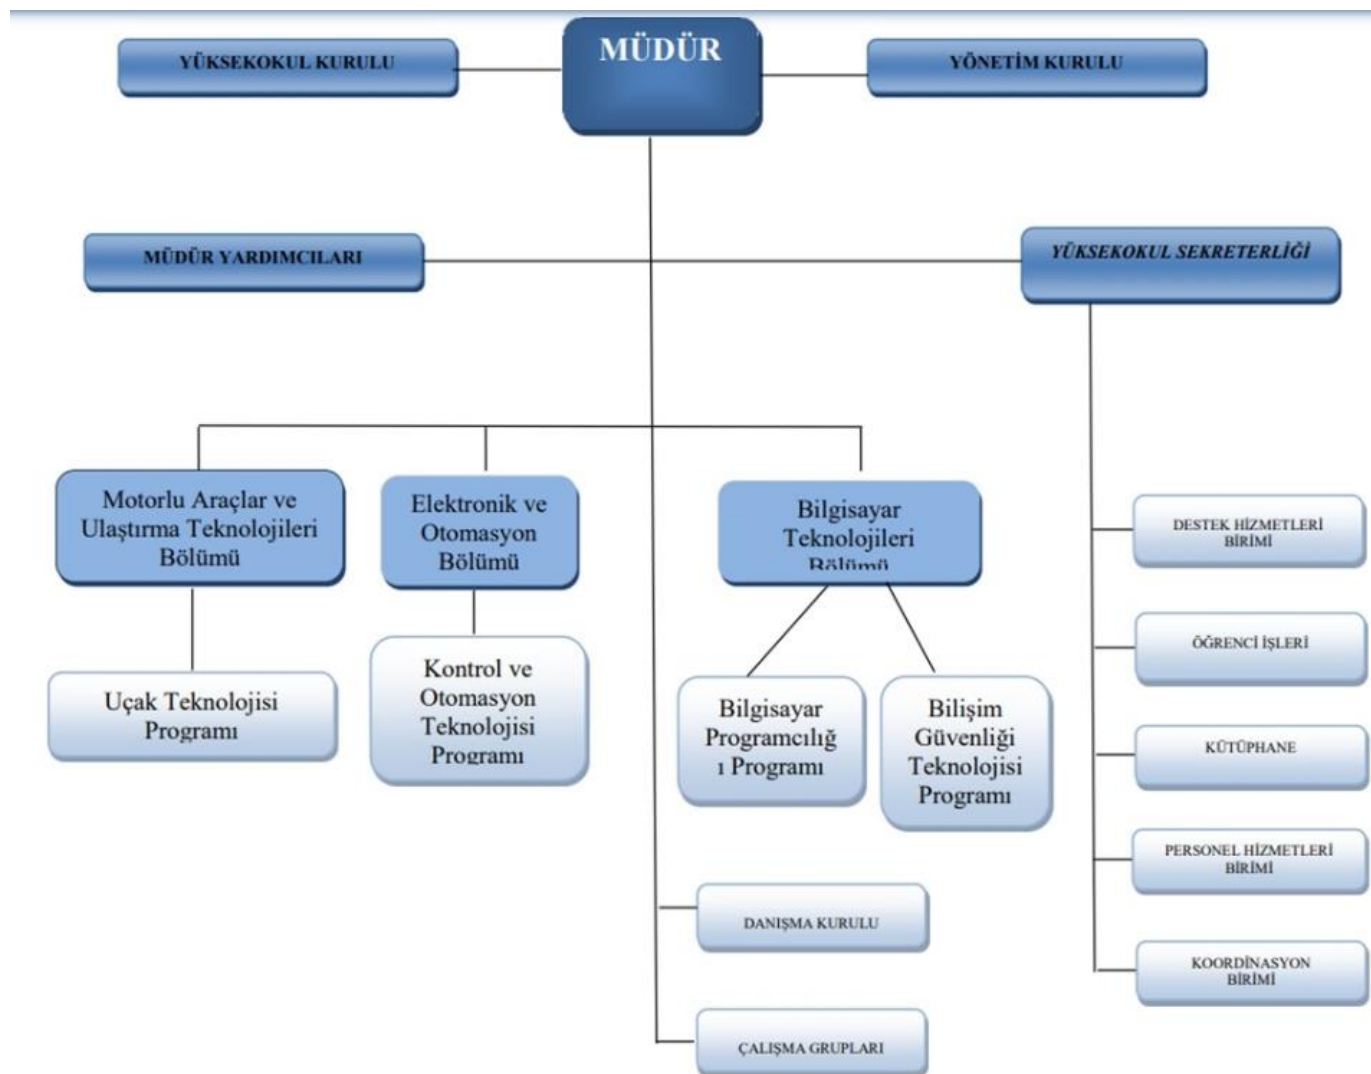 MÜDÜR
YÜKSEKOKUL KURULU
YÖNETİM KURULU
MÜDÜR YARDIMCILARI
YÜKSEKOKUL SEKRETERLİĞİ
Motorlu Araçlar ve
Ulaştırma Teknolojileri
Bölümü
Elektronik ve
Otomasyon
Bölümü
Bilgisayar
Teknolojileri
Bölümü
Uçak Teknolojisi
Programı
Kontrol ve
Otomasyon
Teknolojisi
Programı
Bilgisayar
Programcılığ
ı Programı
Bilişim
Güvenliği
Teknolojisi
Programı
DANIŞMA KURULU
ÇALIŞMA GRUPLARI
DESTEK HİZMETLERİ
BİRİMİ
ÖĞRENCİ İŞLERİ
KÜTÜPHANE
PERSONEL HİZMETLERİ
BİRİMİ
KOORDİNASYON
BİRİMİ